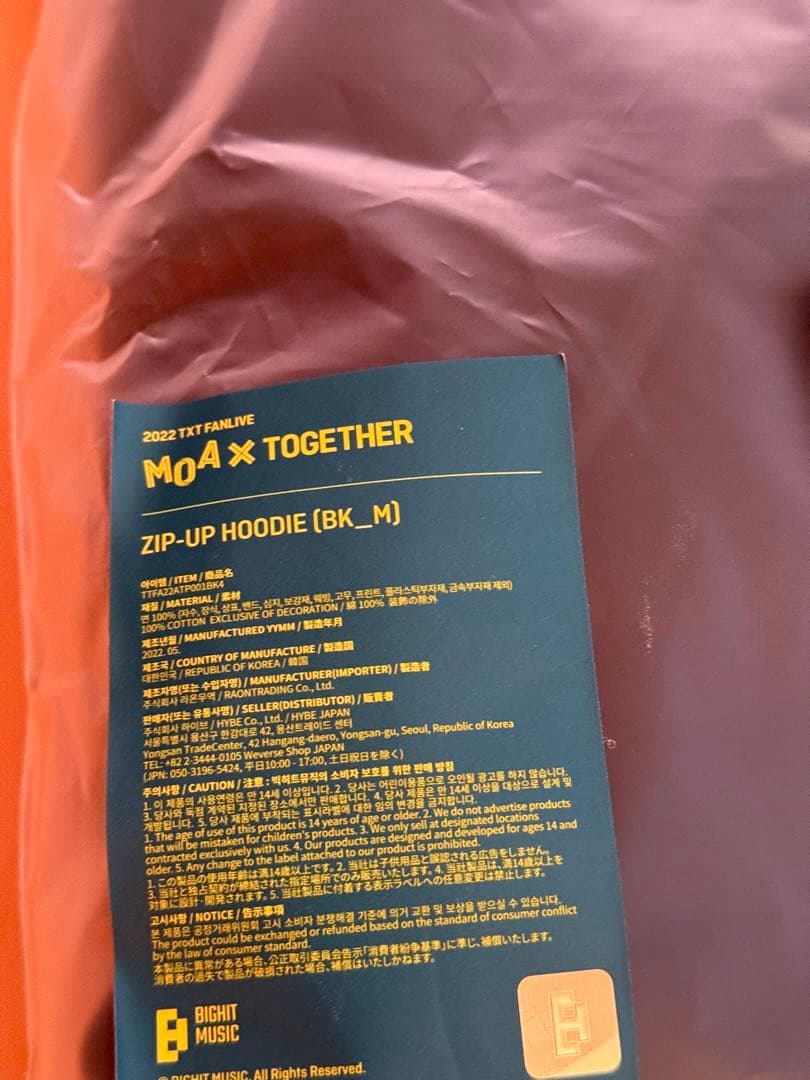 2022 TXT FANLIVE
MOA X TOGETHER
ZIP-UP HOODIE (BK_M)
아이템 / ITEM / 商品名
TTFA22ATP001BK4
재질 / MATERIAL / 素材
면 100% (자수, 장식, 상표, 밴드, 심지, 보강재, 웨빙, 고무, 프린트, 플라스틱부자재, 금속부자재 제외)
100% COTTON EXCLUSIVE OF DECORATION / 綿 100% 装飾の除外
제조년월 / MANUFACTURED YYMM / 製造年月
2022. 05.
제조국 / COUNTRY OF MANUFACTURE / 製造国
대한민국 / REPUBLIC OF KOREA / 韓国
제조자명(또는 수입자명) / MANUFACTURER(IMPORTER) / 製造者
주식회사 라온무역 / RAONTRADING Co., Ltd.
판매자(또는 유통사명) / SELLER(DISTRIBUTOR) / 販賣者
주식회사 하이브 / HYBE Co., Ltd. / HYBE JAPAN
서울특별시 용산구 한강대로 42, 용산트레이드 센터
Yongsan TradeCenter, 42 Hangang-daero, Yongsan-gu, Seoul, Republic of Korea
TEL: +82 2-3444-0105 Weverse Shop JAPAN
(JPN: 050-3196-5424, 平日10:00 - 17:00, 土日祝日を除く)
주의사항 / CAUTION / 注意 : 빅히트뮤직의 소비자 보호를 위한 판매 방침
1. 이 제품의 사용연령은 만 14세 이상입니다. 2. 당사는 어린이용품으로 오인될 광고를 하지 않습니다.
3. 당사와 독점 계약된 지정된 장소에서만 판매합니다. 4. 당사 제품은 만 14세 이상을 대상으로 설계 및
개발됩니다. 5. 당사 제품에 부착되는 표시라벨에 대한 임의 변경을 금지합니다.
1. The age of use of this product is 14 years of age or older. 2. We do not advertise products
that will be mistaken for children's products. 3. We only sell at designated locations
contracted exclusively with us. 4. Our products are designed and developed for ages 14 and
older. 5. Any change to the label attached to our product is prohibited.
1. この製品の使用年齢は満14歳以上です。2. 当社は子供用品と誤認される広告をしません。
3. 当社と独占契約が締結された指定場所でのみ販売いたします。4. 当社製品は、満14歳以上を
対象に設計·開発されます。5. 当社製品に付着する表示ラベルへの任意変更は禁止します。
고시사항 / NOTICE / 告示事項
본 제품은 공정거래위원회 고시 소비자 분쟁해결 기준에 의거 교환 및 보상을 받으실 수 있습니다.
The product could be exchanged or refunded based on the standard of consumer conflict
by the law of consumer standard.
本製品に異常がある場合、公正取引委員会告示「消費者紛争基準」に準じ、補償いたします。
消費者の過失で製品が破損された場合、補償はいたしかねます。
BIGHIT
MUSIC
© BIGHIT MUSIC. All Rights Reserved.